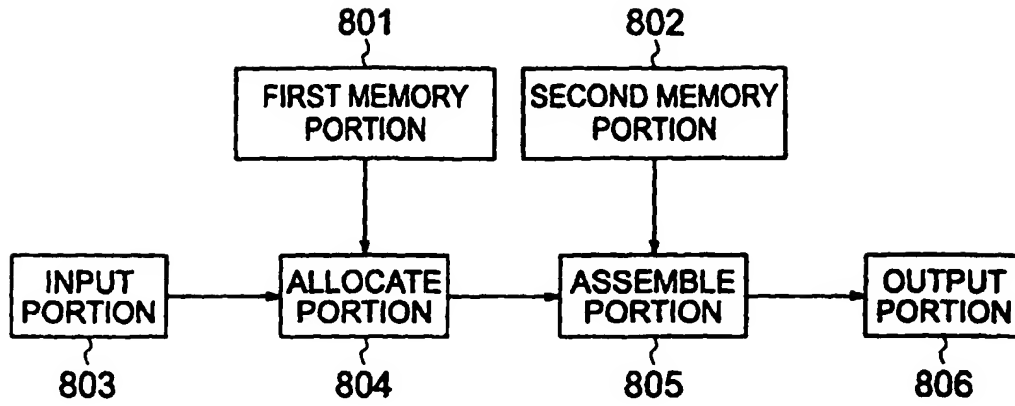 801
802
FIRST MEMORY
PORTION
SECOND MEMORY
PORTION
INPUT
PORTION
ALLOCATE
PORTION
ASSEMBLE
PORTION
OUTPUT
PORTION
803
804
805
806